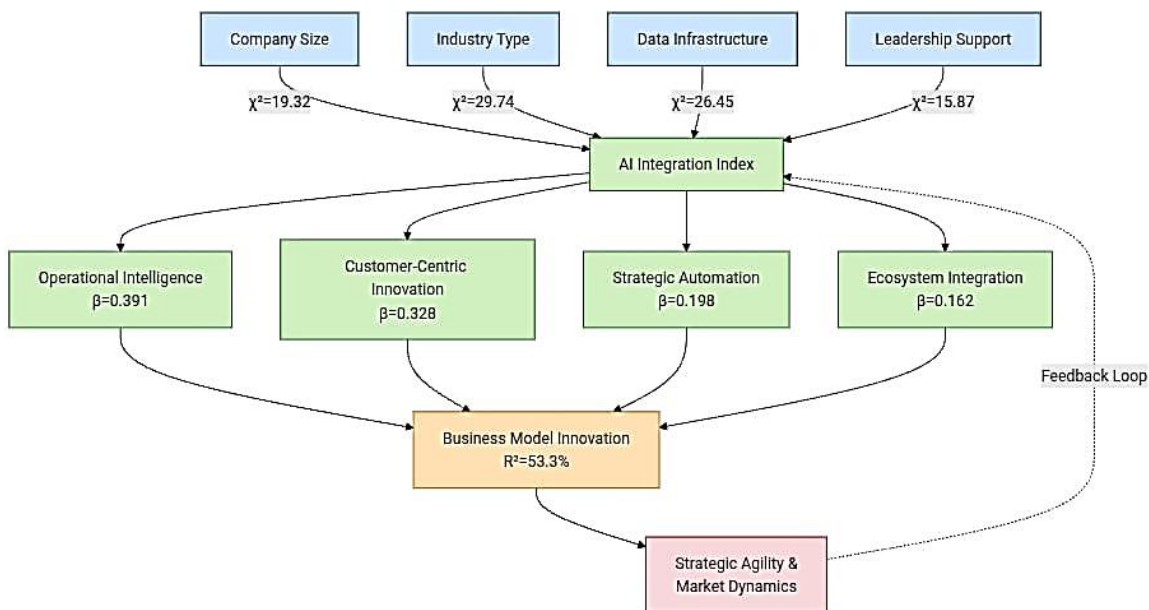 Company Size
Industry Type
Data Infrastructure
Leadership Support
χ²=19.32
χ²=29.74
χ²=26.45
χ²=15.87
AI Integration Index
Operational Intelligence
β=0.391
Customer-Centric
Innovation
β=0.328
Strategic Automation
β=0.198
Ecosystem Integration
β=0.162
Feedback Loop
Business Model Innovation
R²=53.3%
Strategic Agility &
Market Dynamics